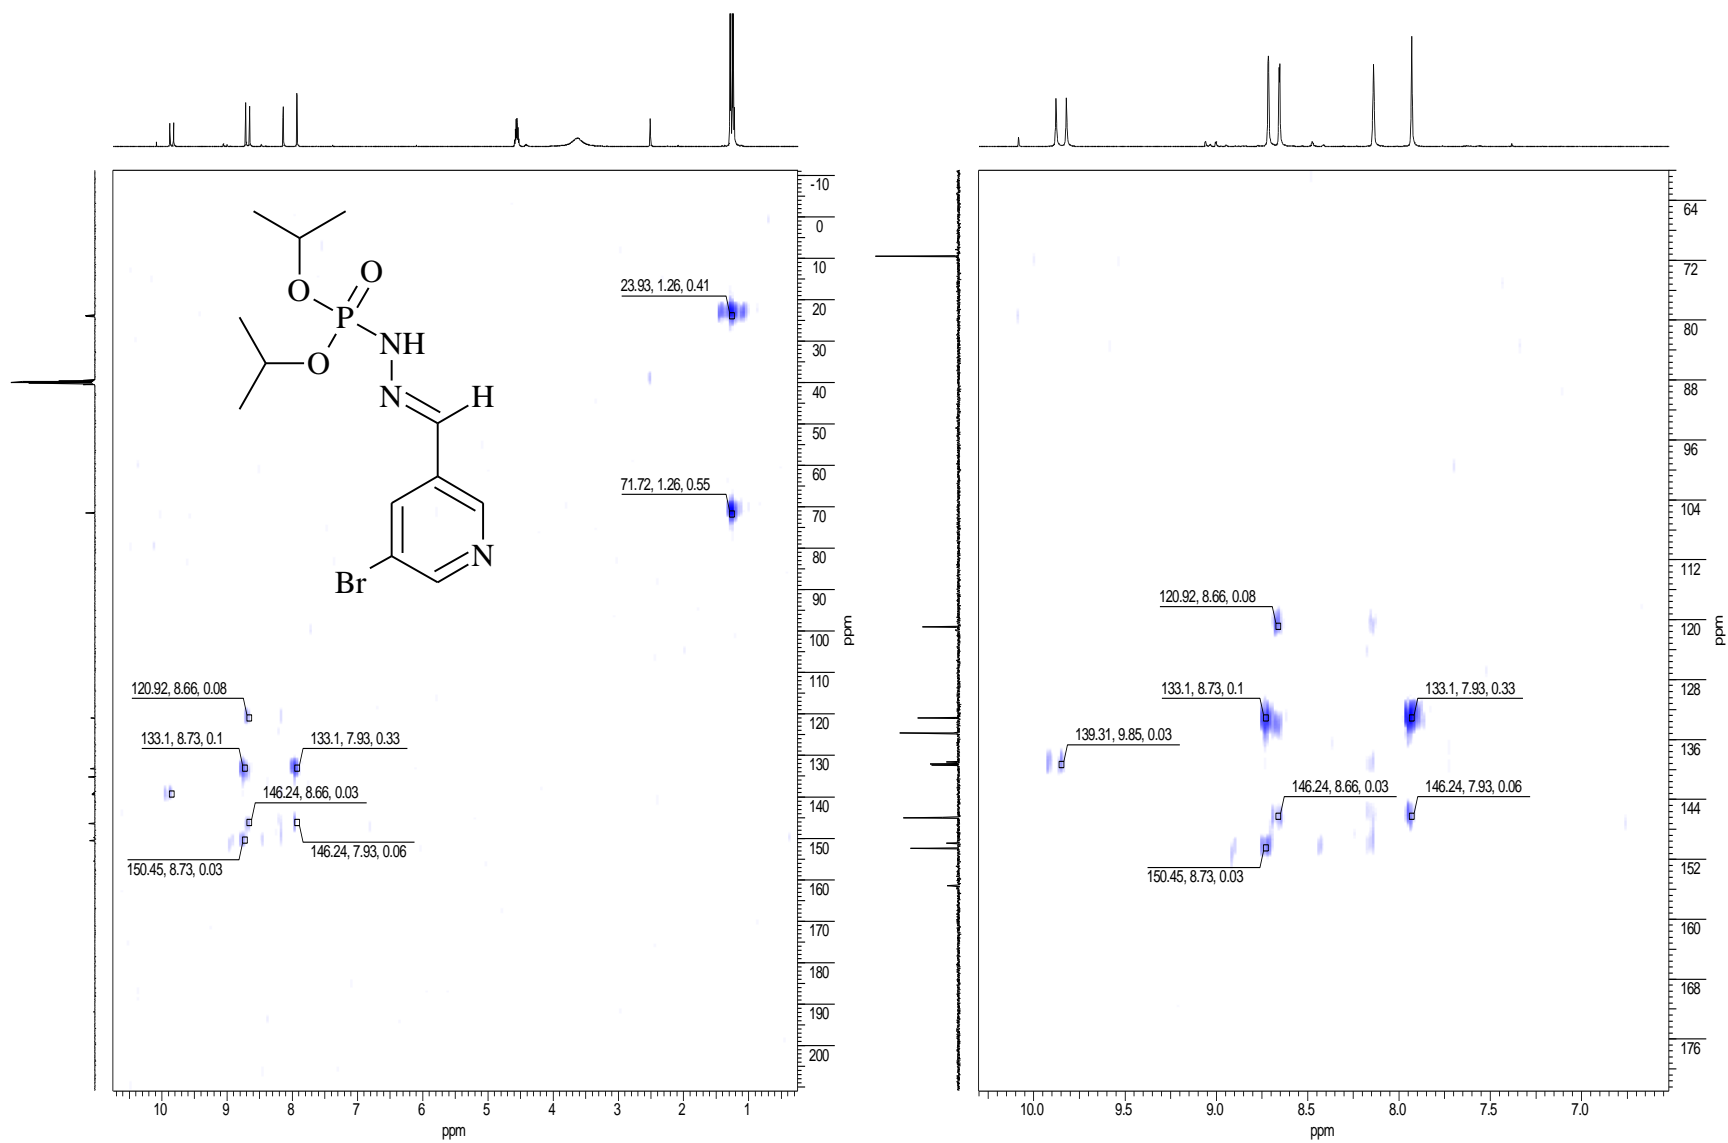 -10
0
10
20
30
40
50
60
70
80
90
100
110
120
130
140
150
160
170
180
190
200
ppm
10 9 8 7 6 5 4 3 2 1
ppm
23.93, 1.26, 0.41
71.72, 1.26, 0.55
120.92, 8.66, 0.08
133.1, 8.73, 0.1
133.1, 7.93, 0.33
146.24, 8.66, 0.03
146.24, 7.93, 0.06
150.45, 8.73, 0.03
O
O
P
NH
O
N
H
N
Br
64
72
80
88
96
104
112
120
128
136
144
152
160
168
176
ppm
10.0 9.5 9.0 8.5 8.0 7.5 7.0
ppm
120.92, 8.66, 0.08
133.1, 8.73, 0.1
133.1, 7.93, 0.33
139.31, 9.85, 0.03
146.24, 8.66, 0.03
146.24, 7.93, 0.06
150.45, 8.73, 0.03